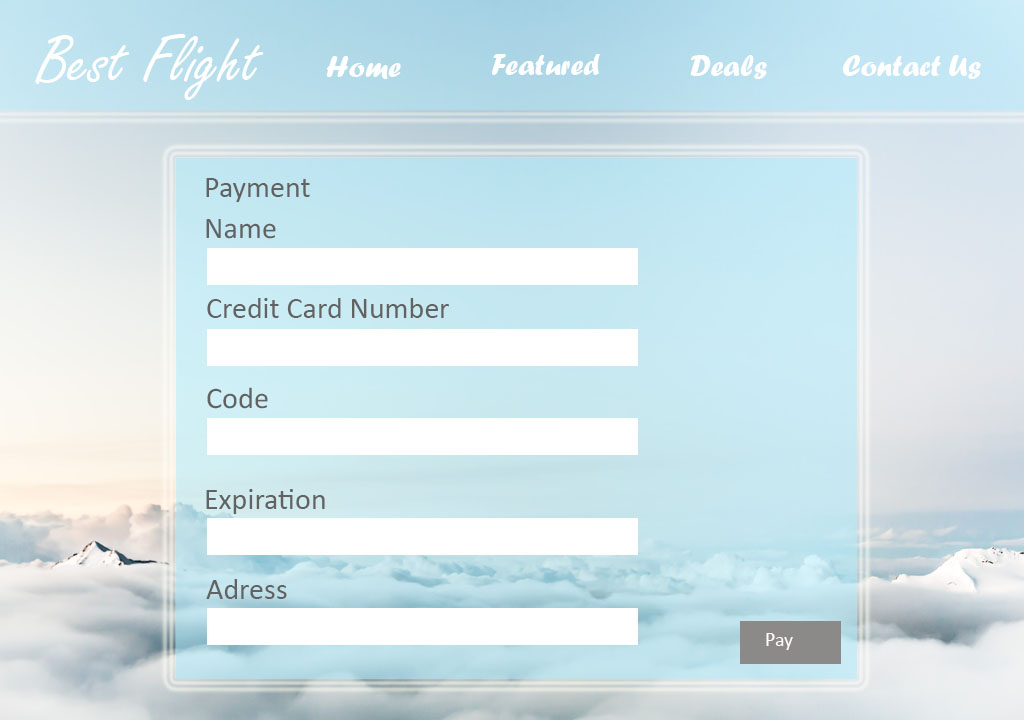 Best Flight Home Featured Deals Contact Us
Payment
Name
Credit Card Number
Code
Expiration
Adress
Pay